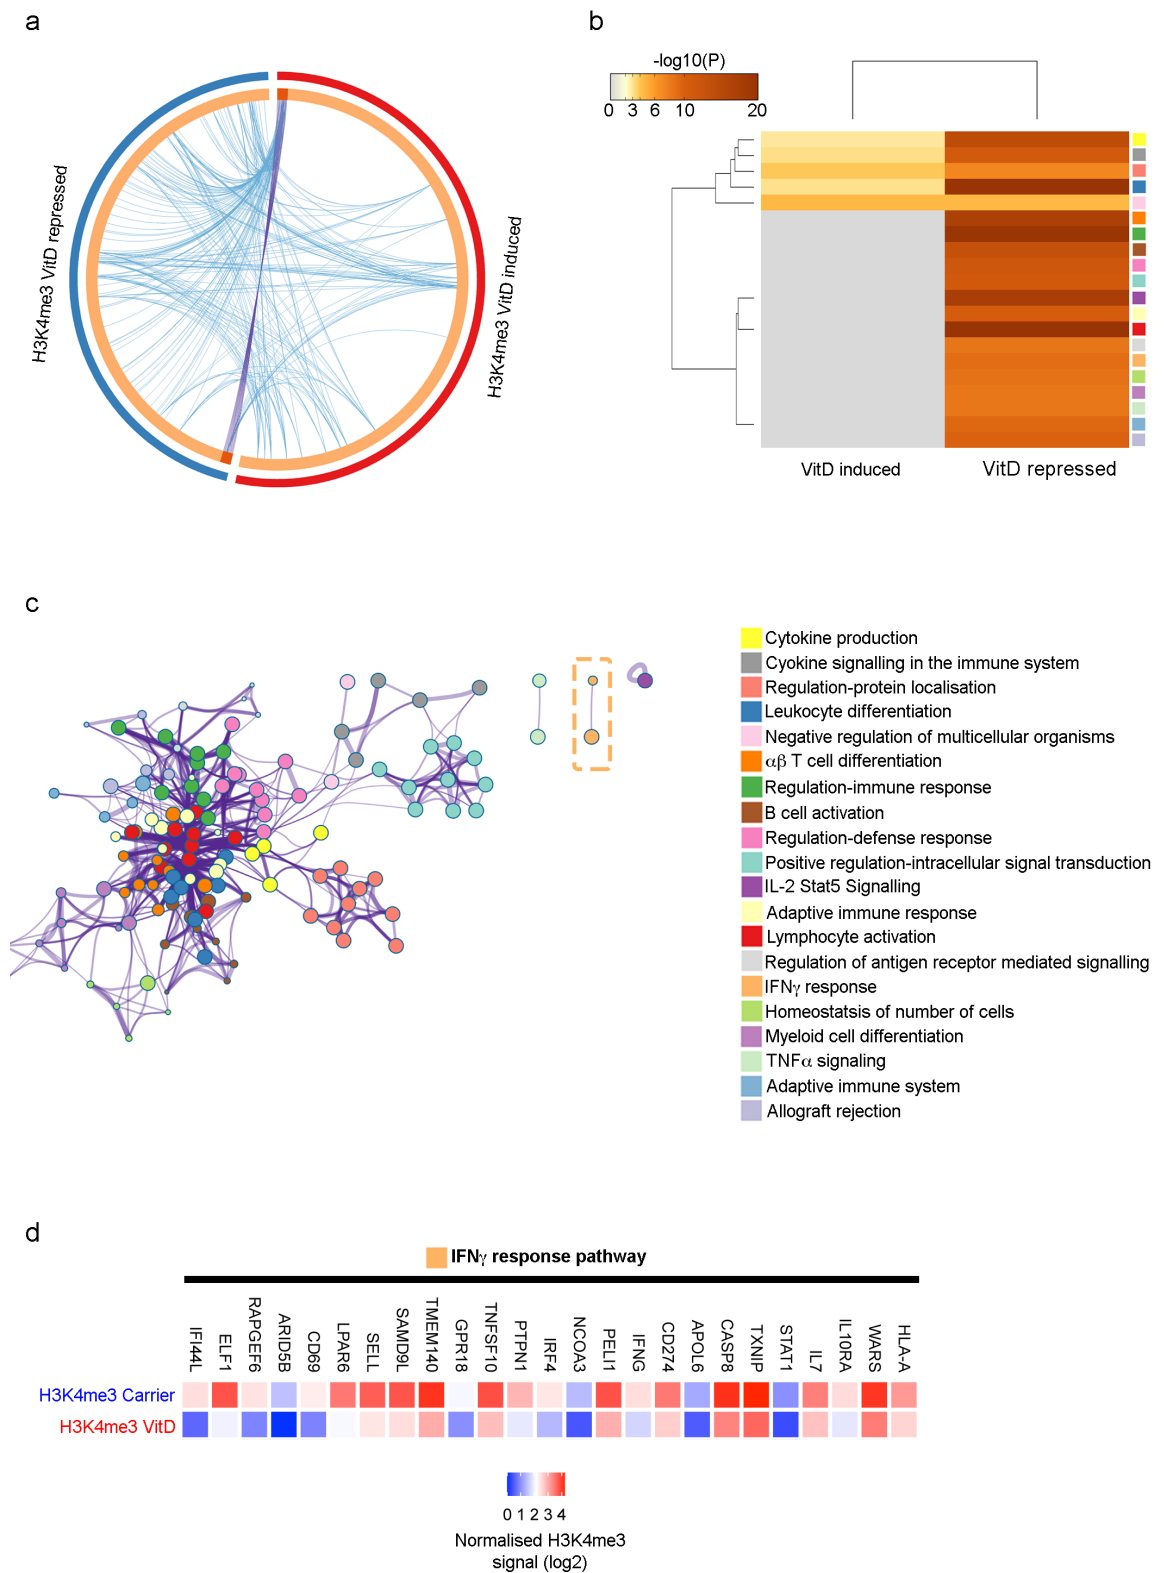 a
H3K4me3 VitD repressed
H3K4me3 VitD induced
b
-log10(P)
0 3 6 10 20
VitD induced
VitD repressed
c
Cytokine production
Cyokine signalling in the immune system
Regulation-protein localisation
Leukocyte differentiation
Negative regulation of multicellular organisms
αβ T cell differentiation
Regulation-immune response
B cell activation
Regulation-defense response
Positive regulation-intracellular signal transduction
IL-2 Stat5 Signalling
Adaptive immune response
Lymphocyte activation
Regulation of antigen receptor mediated signalling
IFNγ response
Homeostatsis of number of cells
Myeloid cell differentiation
TNFα signaling
Adaptive immune system
Allograft rejection
d
IFNγ response pathway
IFI44L
ELF1
RAPGEF6
ARID5B
CD69
LPAR6
SELL
SAMD9L
TMEM140
GPR18
TNFSF10
PTPN1
IRF4
NCOA3
PELI1
IFNG
CD274
APOL6
CASP8
TXNIP
STAT1
IL7
IL10RA
WARS
HLA-A
H3K4me3 Carrier
H3K4me3 VitD
0 1 2 3 4
Normalised H3K4me3
signal (log2)